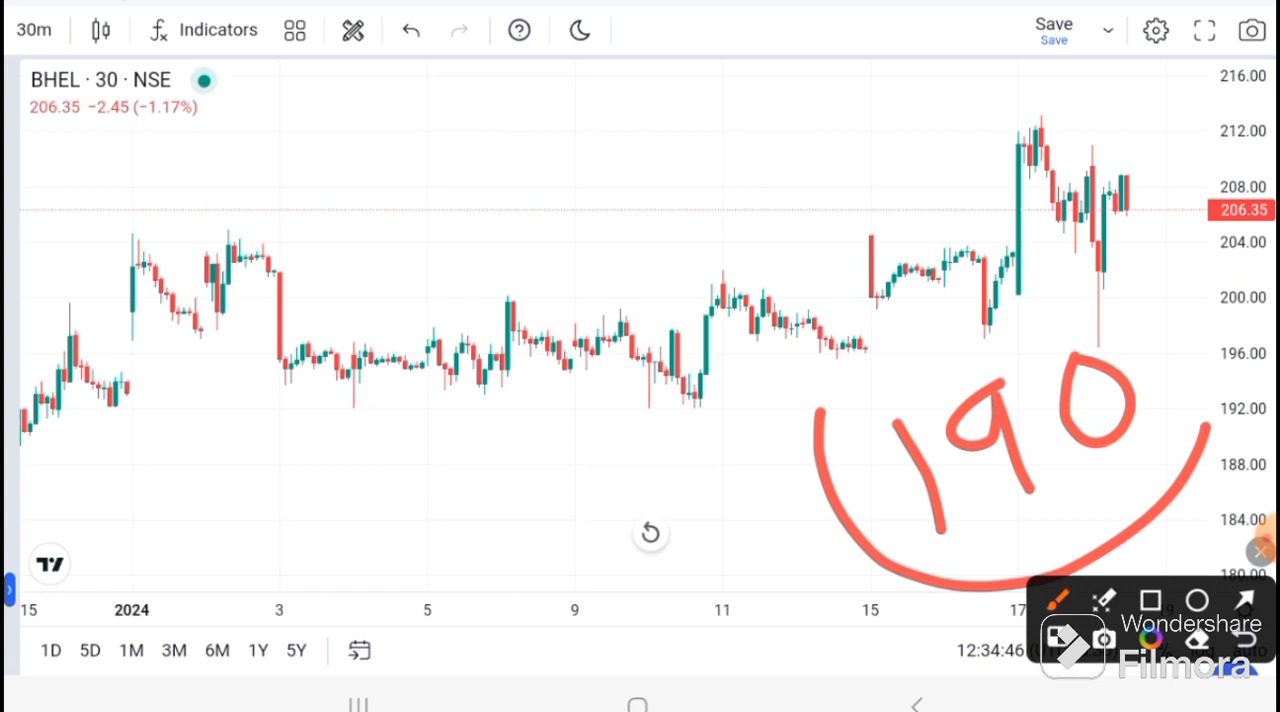 30m Indicators Save
Save
BHEL · 30 · NSE
206.35 −2.45 (−1.17%)
216.00
212.00
208.00
206.35
204.00
200.00
196.00
192.00
188.00
184.00
180.00
190
15 2024 3 5 9 11 15 17
1D 5D 1M 3M 6M 1Y 5Y 12:34:46
Wondershare
Filmora